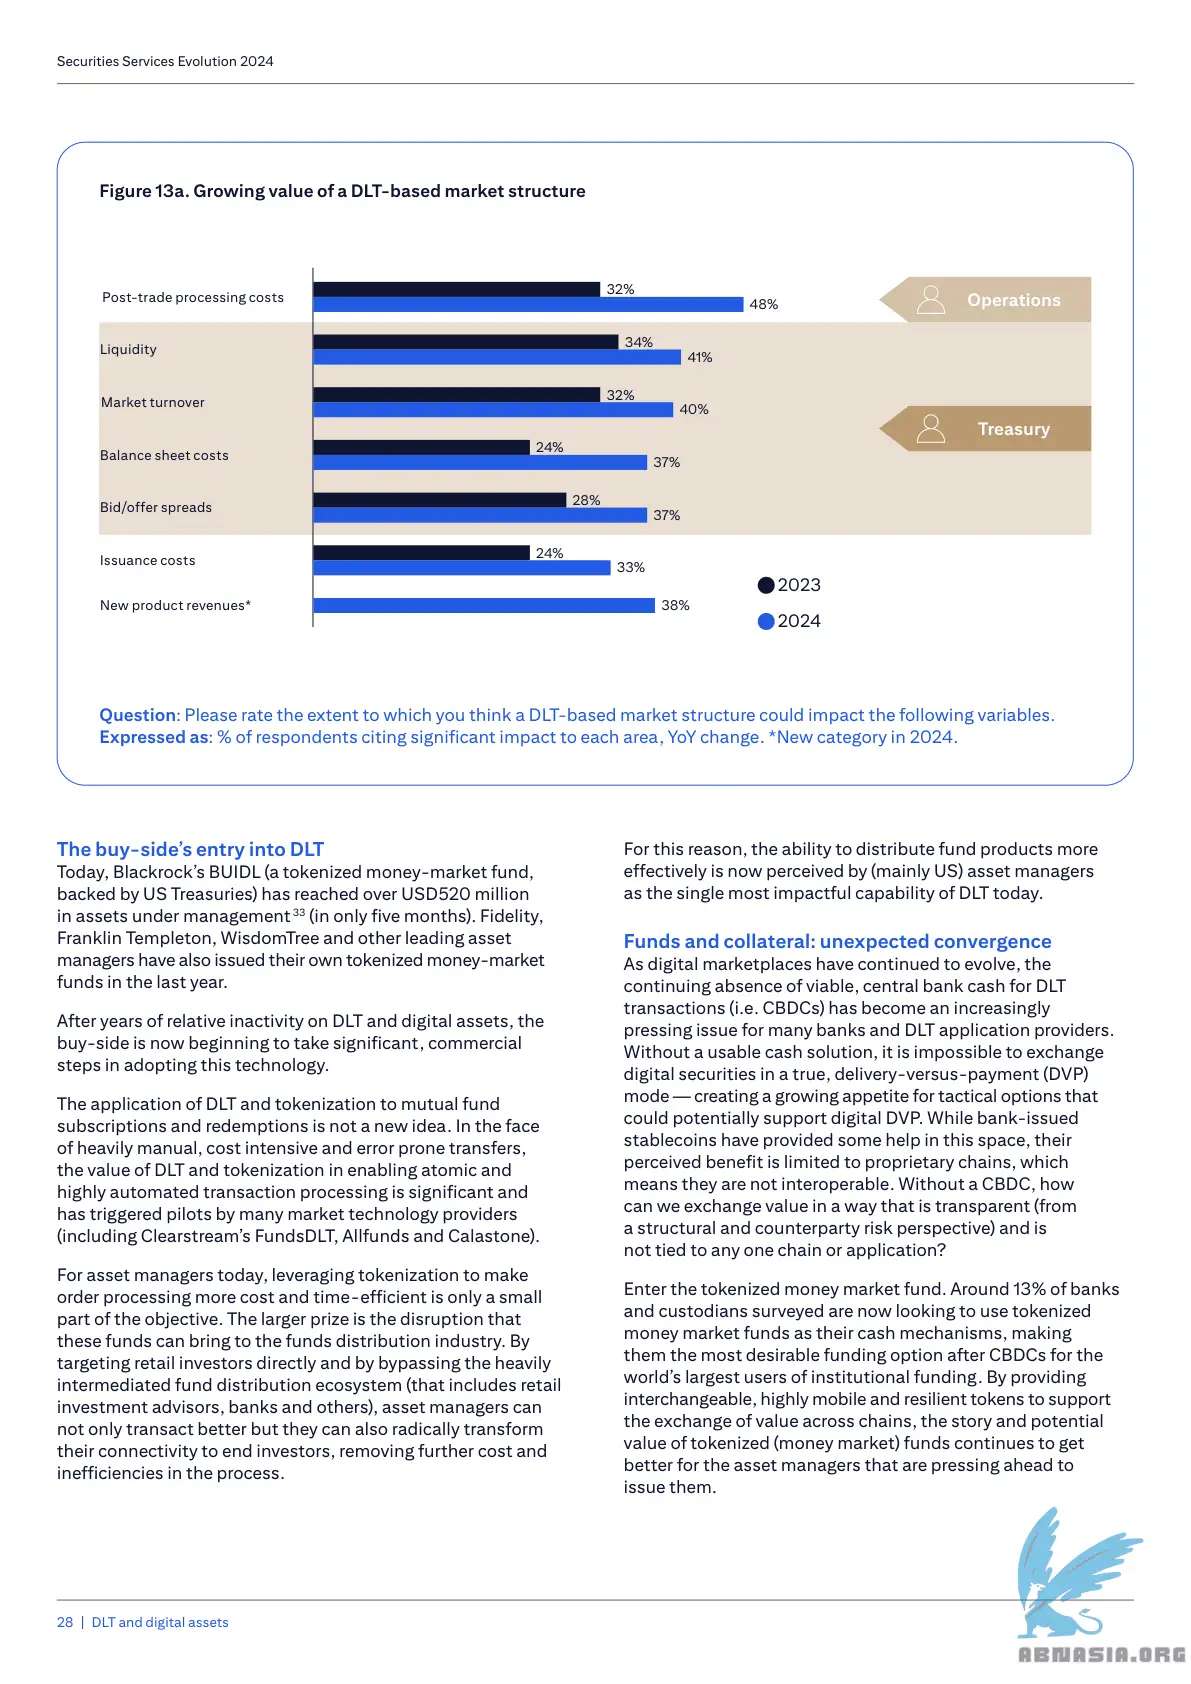 Securities Services Evolution 2024
Figure 13a. Growing value of a DLT-based market structure
Post-trade processing costs
32%
48%
Operations
Liquidity
34%
41%
Market turnover
32%
40%
Treasury
Balance sheet costs
24%
37%
Bid/offer spreads
28%
37%
Issuance costs
24%
33%
New product revenues*
38%
2023
2024
Question: Please rate the extent to which you think a DLT-based market structure could impact the following variables.
Expressed as: % of respondents citing significant impact to each area, YoY change. *New category in 2024.
The buy-side’s entry into DLT
Today, Blackrock’s BUIDL (a tokenized money-market fund,
backed by US Treasuries) has reached over USD520 million
in assets under management 33 (in only five months). Fidelity,
Franklin Templeton, WisdomTree and other leading asset
managers have also issued their own tokenized money-market
funds in the last year.
After years of relative inactivity on DLT and digital assets, the
buy-side is now beginning to take significant, commercial
steps in adopting this technology.
The application of DLT and tokenization to mutual fund
subscriptions and redemptions is not a new idea. In the face
of heavily manual, cost intensive and error prone transfers,
the value of DLT and tokenization in enabling atomic and
highly automated transaction processing is significant and
has triggered pilots by many market technology providers
(including Clearstream’s FundsDLT, Allfunds and Calastone).
For asset managers today, leveraging tokenization to make
order processing more cost and time-efficient is only a small
part of the objective. The larger prize is the disruption that
these funds can bring to the funds distribution industry. By
targeting retail investors directly and by bypassing the heavily
intermediated fund distribution ecosystem (that includes retail
investment advisors, banks and others), asset managers can
not only transact better but they can also radically transform
their connectivity to end investors, removing further cost and
inefficiencies in the process.
For this reason, the ability to distribute fund products more
effectively is now perceived by (mainly US) asset managers
as the single most impactful capability of DLT today.
Funds and collateral: unexpected convergence
As digital marketplaces have continued to evolve, the
continuing absence of viable, central bank cash for DLT
transactions (i.e. CBDCs) has become an increasingly
pressing issue for many banks and DLT application providers.
Without a usable cash solution, it is impossible to exchange
digital securities in a true, delivery-versus-payment (DVP)
mode — creating a growing appetite for tactical options that
could potentially support digital DVP. While bank-issued
stablecoins have provided some help in this space, their
perceived benefit is limited to proprietary chains, which
means they are not interoperable. Without a CBDC, how
can we exchange value in a way that is transparent (from
a structural and counterparty risk perspective) and is
not tied to any one chain or application?
Enter the tokenized money market fund. Around 13% of banks
and custodians surveyed are now looking to use tokenized
money market funds as their cash mechanisms, making
them the most desirable funding option after CBDCs for the
world’s largest users of institutional funding. By providing
interchangeable, highly mobile and resilient tokens to support
the exchange of value across chains, the story and potential
value of tokenized (money market) funds continues to get
better for the asset managers that are pressing ahead to
issue them.
28 | DLT and digital assets
ABNASIA.ORG